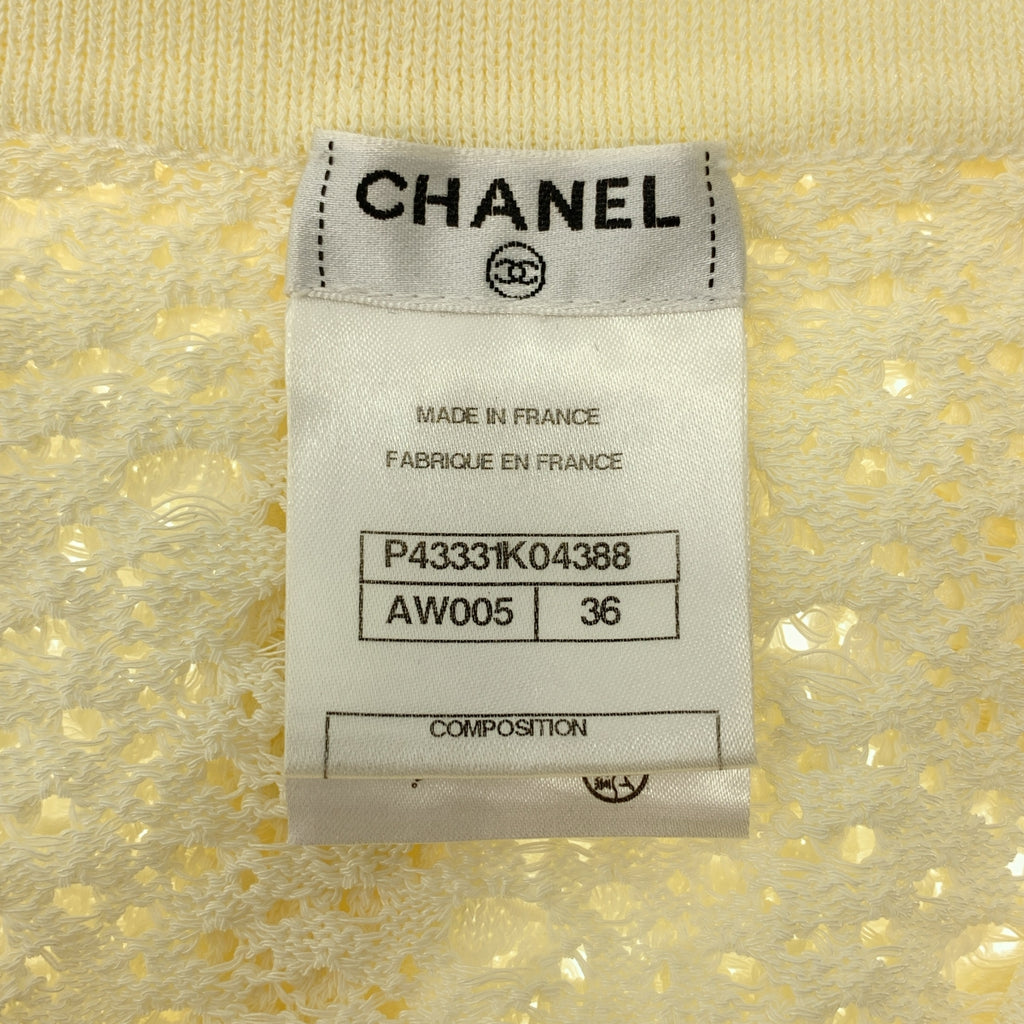 CHANEL
MADE IN FRANCE
FABRIQUE EN FRANCE
P43331K04388
AW005 36
COMPOSITION